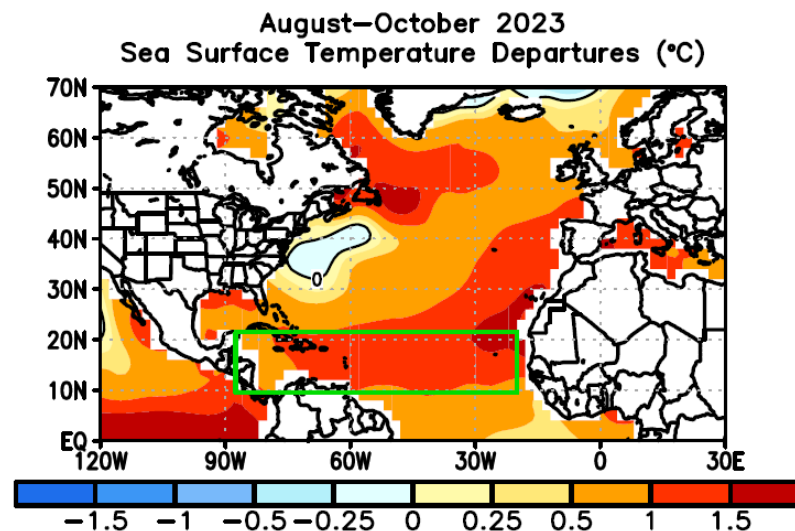 August–October 2023
Sea Surface Temperature Departures (°C)
70N
60N
50N
40N
30N
20N
10N
EQ
0
120W 90W 60W 30W 0 30E
−1.5 −1 −0.5 −0.25 0 0.25 0.5 1 1.5